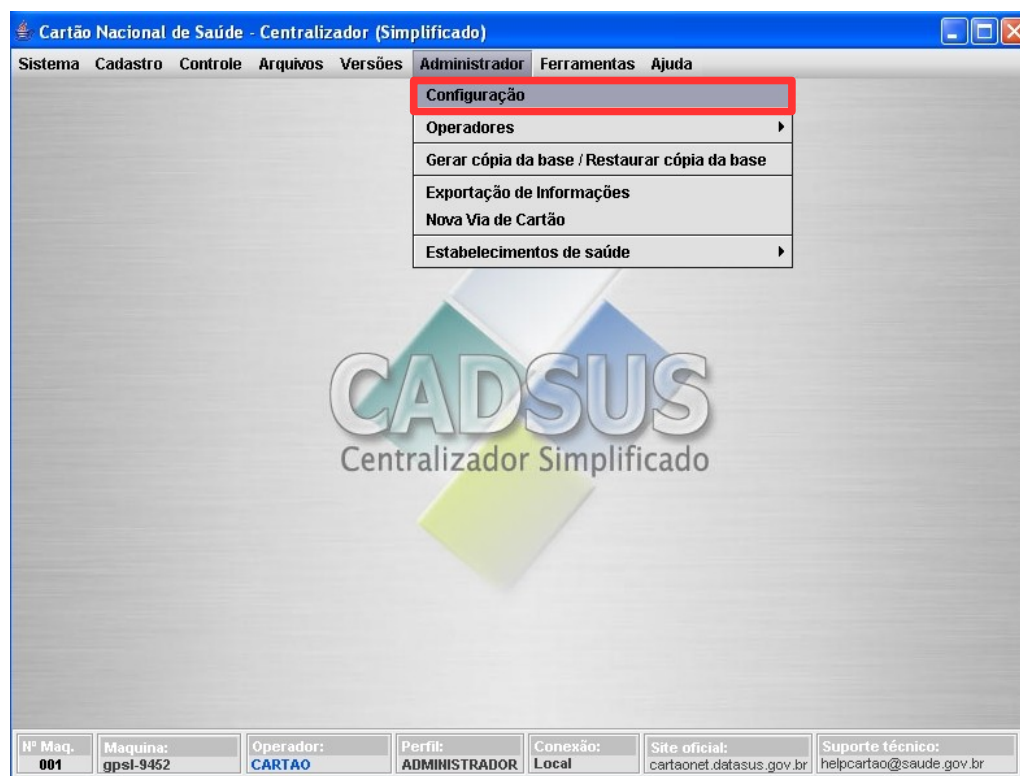 Cartão Nacional de Saúde - Centralizador (Simplificado)
Sistema Cadastro Controle Arquivos Versões Administrador Ferramentas Ajuda
Configuração
Operadores
Gerar cópia da base / Restaurar cópia da base
Exportação de Informações
Nova Via de Cartão
Estabelecimentos de saúde
CADSUS
Centralizador Simplificado
Nº Maq. Maquina: Operador: Perfil: Conexão: Site oficial: Suporte técnico:
001 gpsl-9452 CARTAO ADMINISTRADOR Local cartaonet.datasus.gov.br helpcartao@saude.gov.br